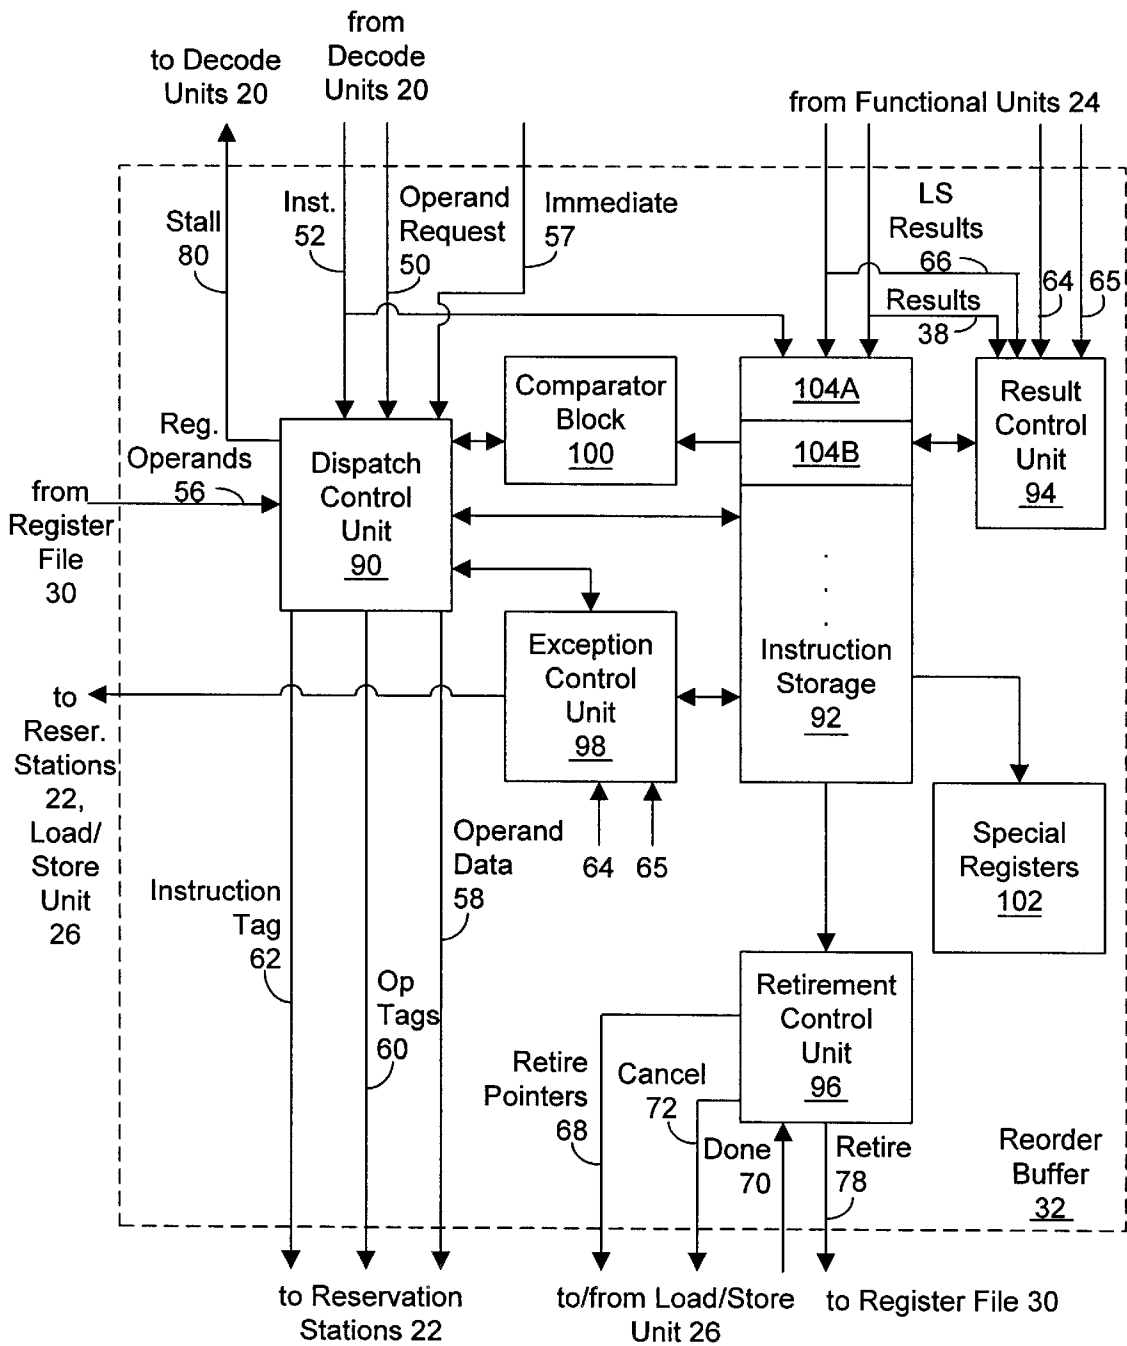 from
Decode
Units 20
to Decode
Units 20
from Functional Units 24
Inst.
52
Operand
Request
50
Immediate
57
Stall
80
LS
Results
66
64
65
Results
38
Reg.
Operands
56
from
Register
File
30
Dispatch
Control
Unit
90
Comparator
Block
100
104A
104B
.
.
.
Instruction
Storage
92
Result
Control
Unit
94
Exception
Control
Unit
98
64
65
to
Reser.
Stations
22,
Load/
Store
Unit
26
Special
Registers
102
Operand
Data
58
Instruction
Tag
62
Op
Tags
60
Retirement
Control
Unit
96
Retire
Pointers
68
Cancel
72
Done
70
Retire
78
Reorder
Buffer
32
to Reservation
Stations 22
to/from Load/Store
Unit 26
to Register File 30